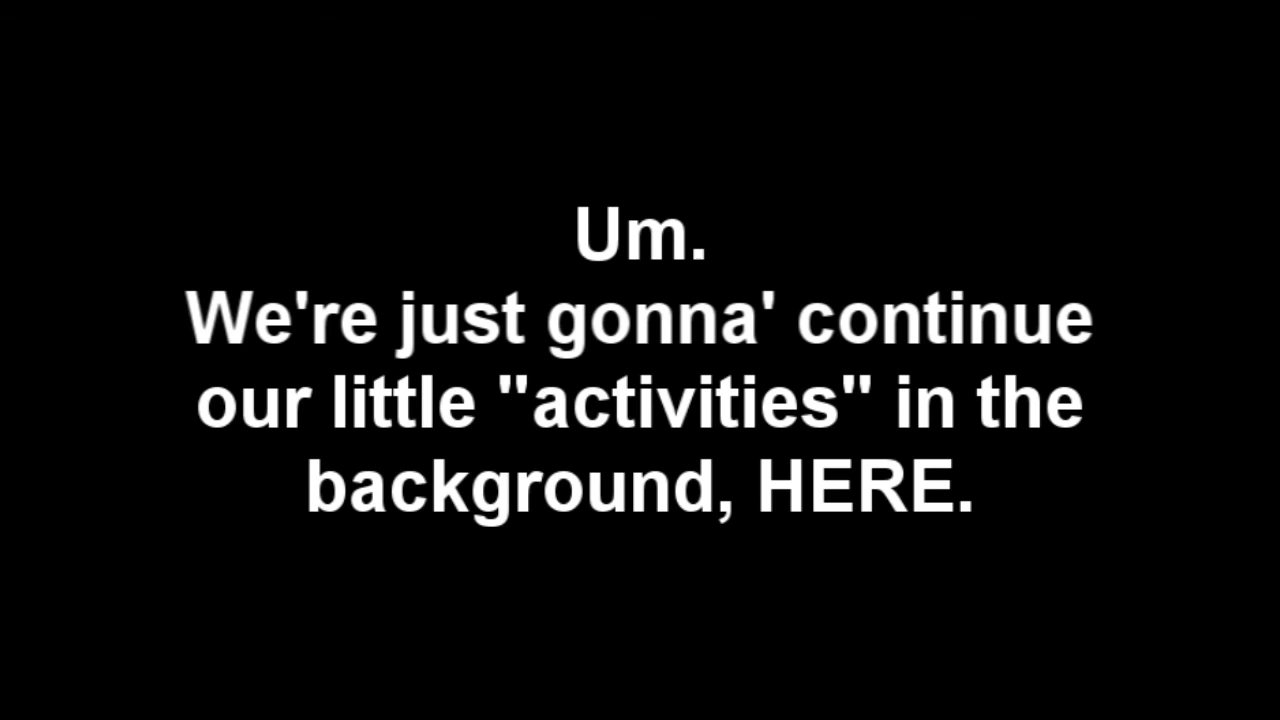 Um.
We're just gonna' continue
our little "activities" in the
background, HERE.